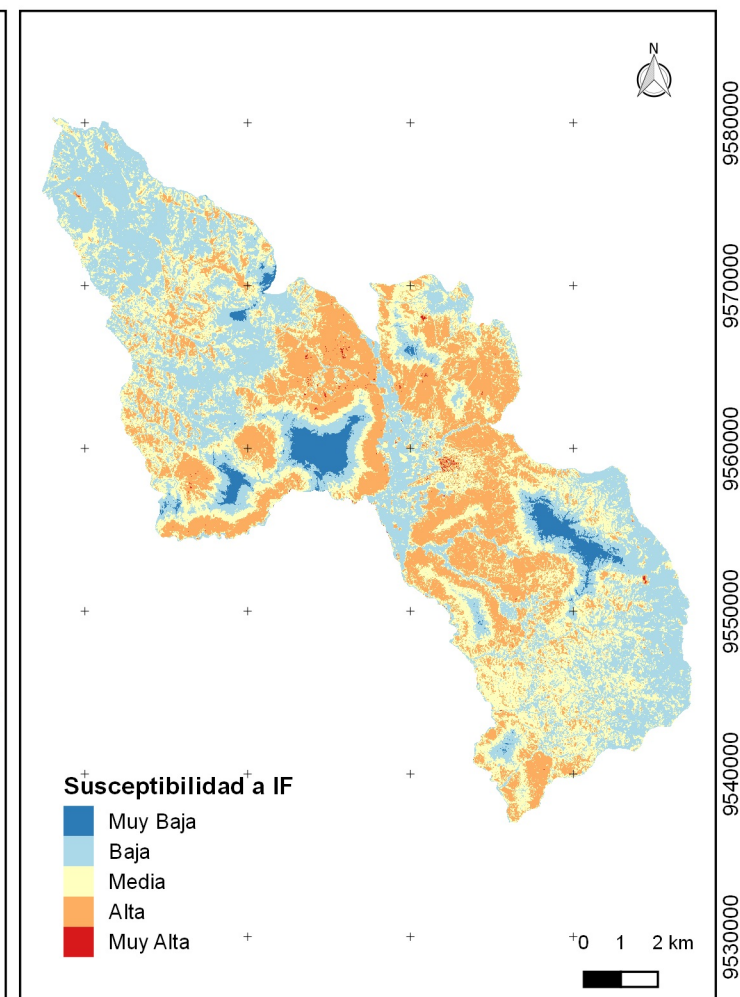 N
9580000
9570000
9560000
9550000
9540000
9530000
Susceptibilidad a IF
Muy Baja
Baja
Media
Alta
Muy Alta
0 1 2 km